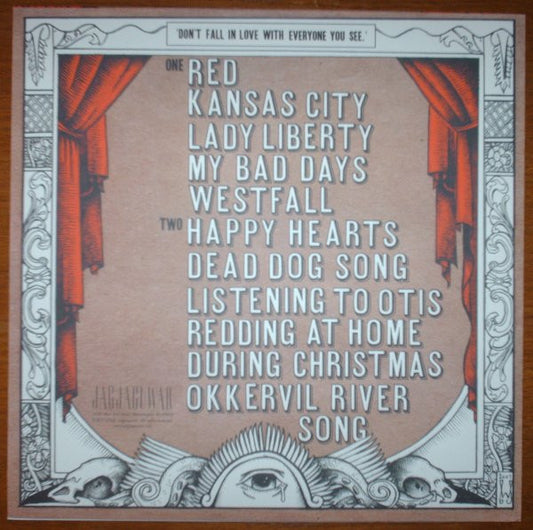 'DON'T FALL IN LOVE WITH EVERYONE YOU SEE.'
ONE RED
KANSAS CITY
LADY LIBERTY
MY BAD DAYS
WESTFALL
TWO HAPPY HEARTS
DEAD DOG SONG
LISTENING TO OTIS
REDDING AT HOME
DURING CHRISTMAS
OKKERVIL RIVER
SONG
JAGJAGUWAR